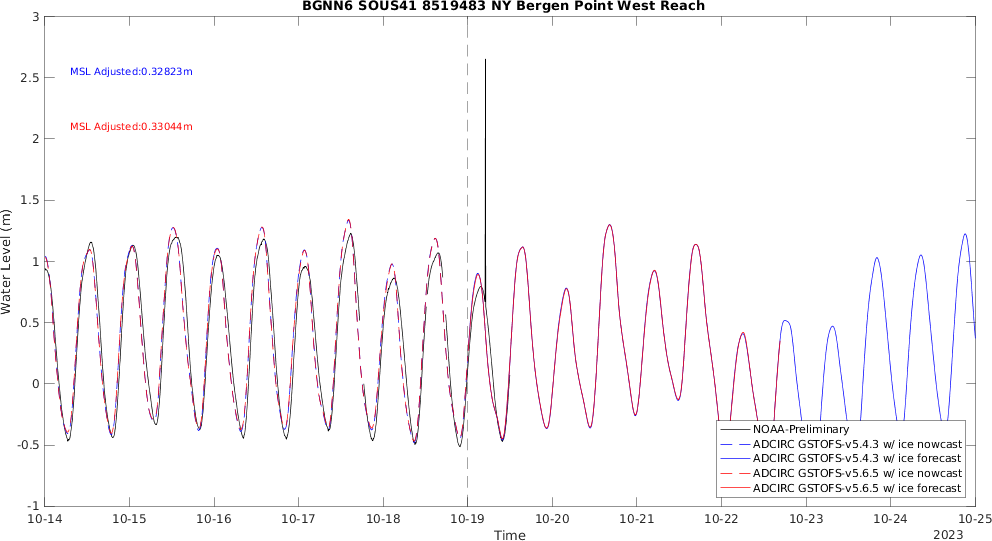 BGNN6 SOUS41 8519483 NY Bergen Point West Reach
3
2.5
2
1.5
1
0.5
0
-0.5
-1
Water Level (m)
MSL Adjusted:0.32823m
MSL Adjusted:0.33044m
NOAA-Preliminary
ADCIRC GSTOFS-v5.4.3 w/ ice nowcast
ADCIRC GSTOFS-v5.4.3 w/ ice forecast
ADCIRC GSTOFS-v5.6.5 w/ ice nowcast
ADCIRC GSTOFS-v5.6.5 w/ ice forecast
10-14 10-15 10-16 10-17 10-18 10-19 10-20 10-21 10-22 10-23 10-24 10-25
Time
2023